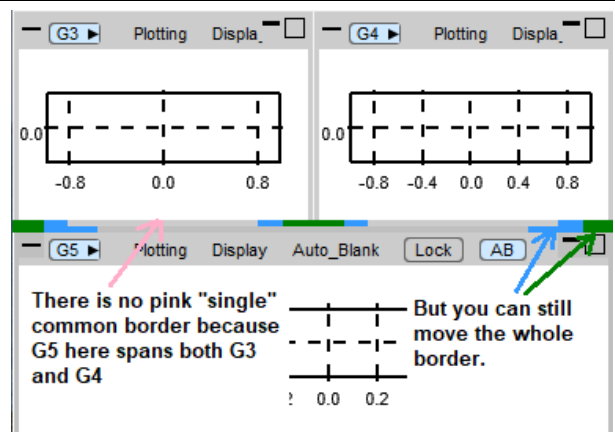 G3 ▶ Plotting Displa
G4 ▶ Plotting Displa
0.0
-0.8 0.0 0.8
0.0
-0.8 -0.4 0.0 0.4 0.8
G5 ▶ Plotting Display Auto_Blank Lock AB
There is no pink "single"
common border because
G5 here spans both G3
and G4
But you can still
move the whole
border.
0.0 0.2